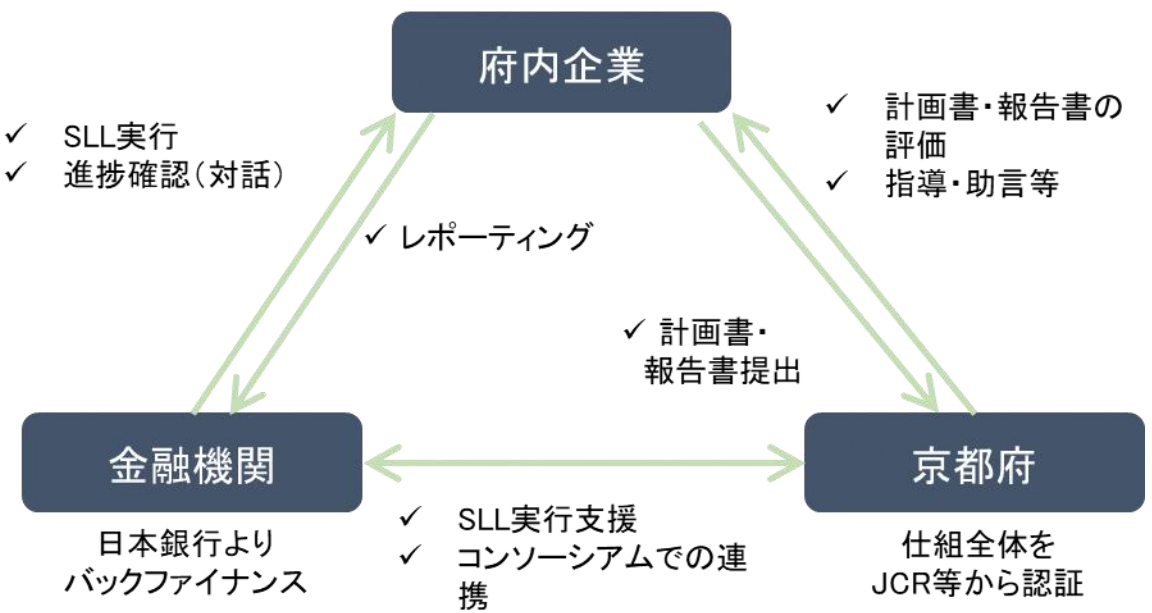 府内企業
✓ SLL実行
✓ 進捗確認（対話）
✓ 計画書・報告書の
評価
✓ 指導・助言等
✓ レポーティング
✓ 計画書・
報告書提出
金融機関
京都府
日本銀行より
バックファイナンス
✓ SLL実行支援
✓ コンソーシアムでの連
携
仕組全体を
JCR等から認証